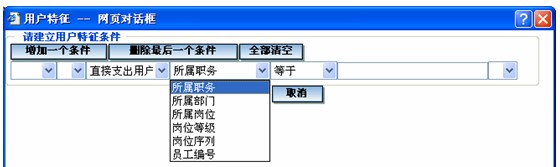 用户特征 -- 网页对话框
请建立用户特征条件
增加一个条件 删除最后一个条件 全部清空
直接支出用户 所属职务 等于
所属职务
取消
所属部门
所属岗位
岗位等级
岗位序列
员工编号